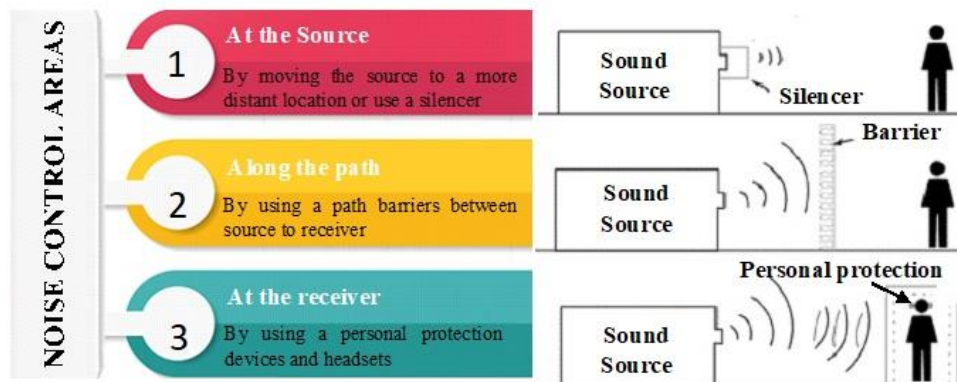 NOISE CONTROL AREAS
1
At the Source
By moving the source to a more
distant location or use a silencer
Sound
Source
Silencer
2
Along the path
By using a path barriers between
source to receiver
Sound
Source
Barrier
3
At the receiver
By using a personal protection
devices and headsets
Sound
Source
Personal protection